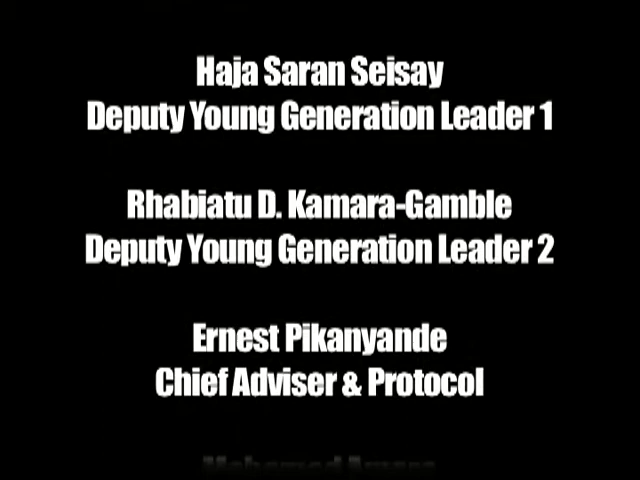 Haja Saran Seisay
Deputy Young Generation Leader 1
Rhabiatu D. Kamara-Gamble
Deputy Young Generation Leader 2
Ernest Pikanyande
Chief Adviser & Protocol